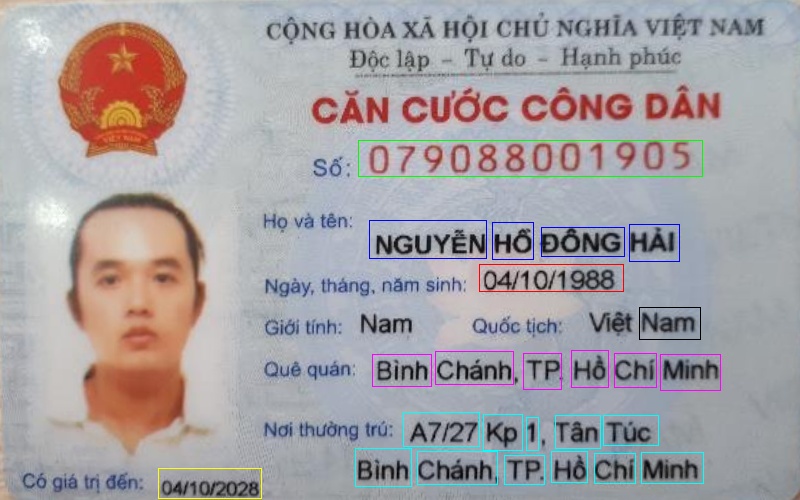 CỘNG HÒA XÃ HỘI CHỦ NGHĨA VIỆT NAM
Độc lập - Tự do - Hạnh phúc
CĂN CƯỚC CÔNG DÂN
Số: 079088001905
Họ và tên: NGUYỄN HỒ ĐÔNG HẢI
Ngày, tháng, năm sinh: 04/10/1988
Giới tính: Nam Quốc tịch: Việt Nam
Quê quán: Bình Chánh, TP. Hồ Chí Minh
Nơi thường trú: A7/27 Kp 1, Tân Túc
Bình Chánh, TP. Hồ Chí Minh
Có giá trị đến: 04/10/2028